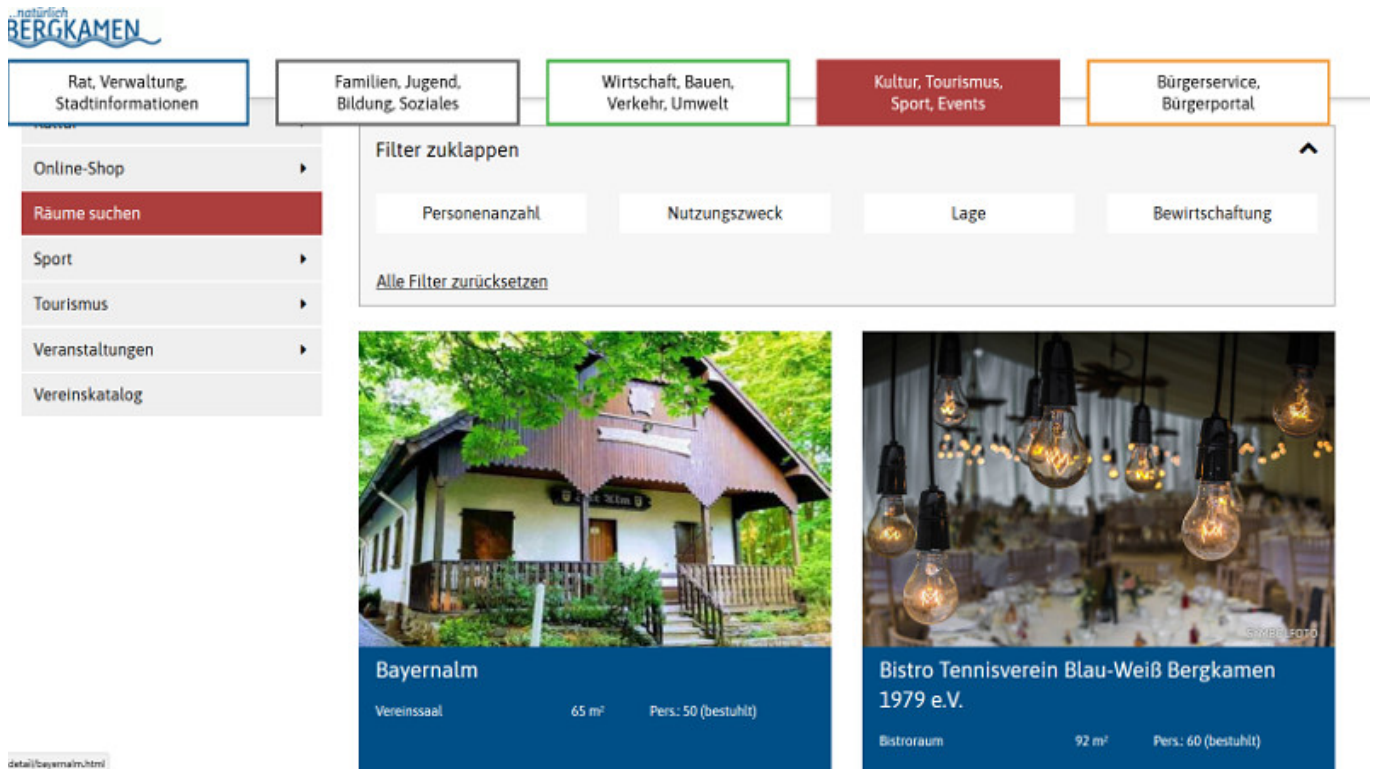 ...natürlich
BERGKAMEN
Rat, Verwaltung,
Stadtinformationen
Familien, Jugend,
Bildung, Soziales
Wirtschaft, Bauen,
Verkehr, Umwelt
Kultur, Tourismus,
Sport, Events
Bürgerservice,
Bürgerportal
Kultur
Online-Shop
Räume suchen
Sport
Tourismus
Veranstaltungen
Vereinskatalog
Filter zuklappen
Personenanzahl
Nutzungszweck
Lage
Bewirtschaftung
Alle Filter zurücksetzen
Alm
SYMBOLFOTO
Bayernalm
Vereinssaal 65 m² Pers.: 50 (bestuhlt)
Bistro Tennisverein Blau-Weiß Bergkamen
1979 e.V.
Bistroraum 92 m² Pers.: 60 (bestuhlt)
detail/bayernalm.html